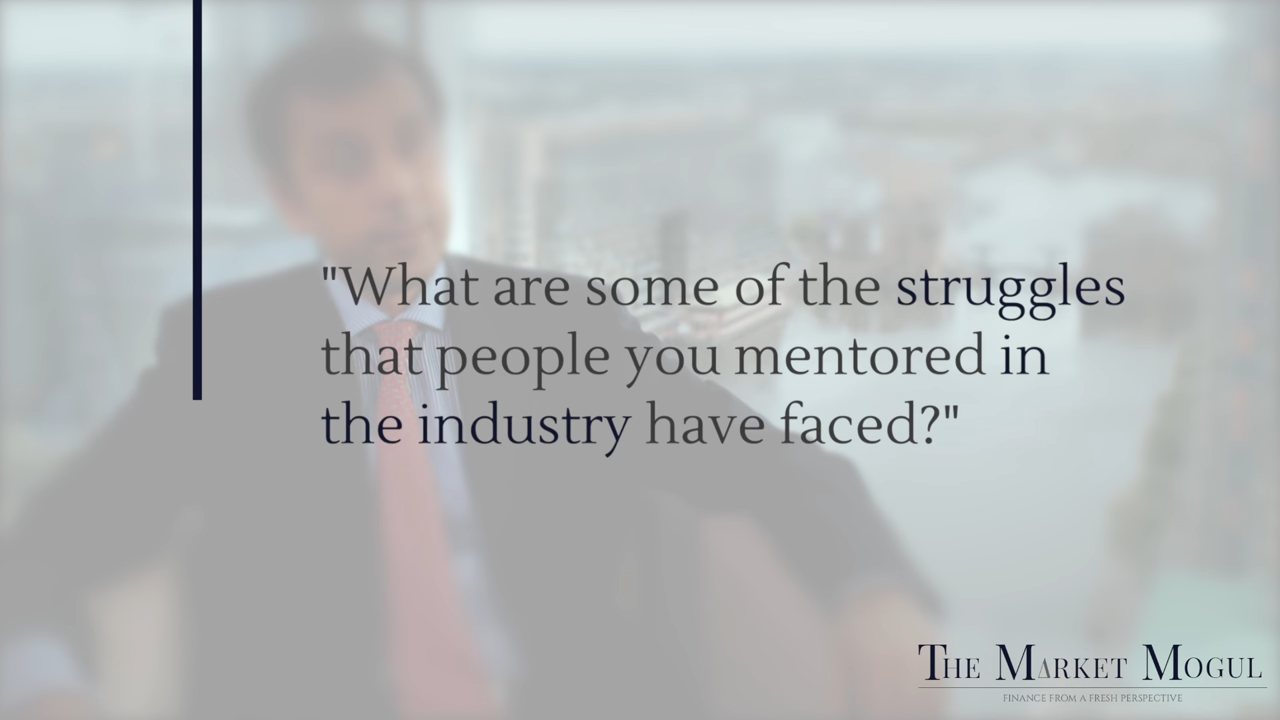 "What are some of the struggles
that people you mentored in
the industry have faced?"
The Market Mogul
FINANCE FROM A FRESH PERSPECTIVE